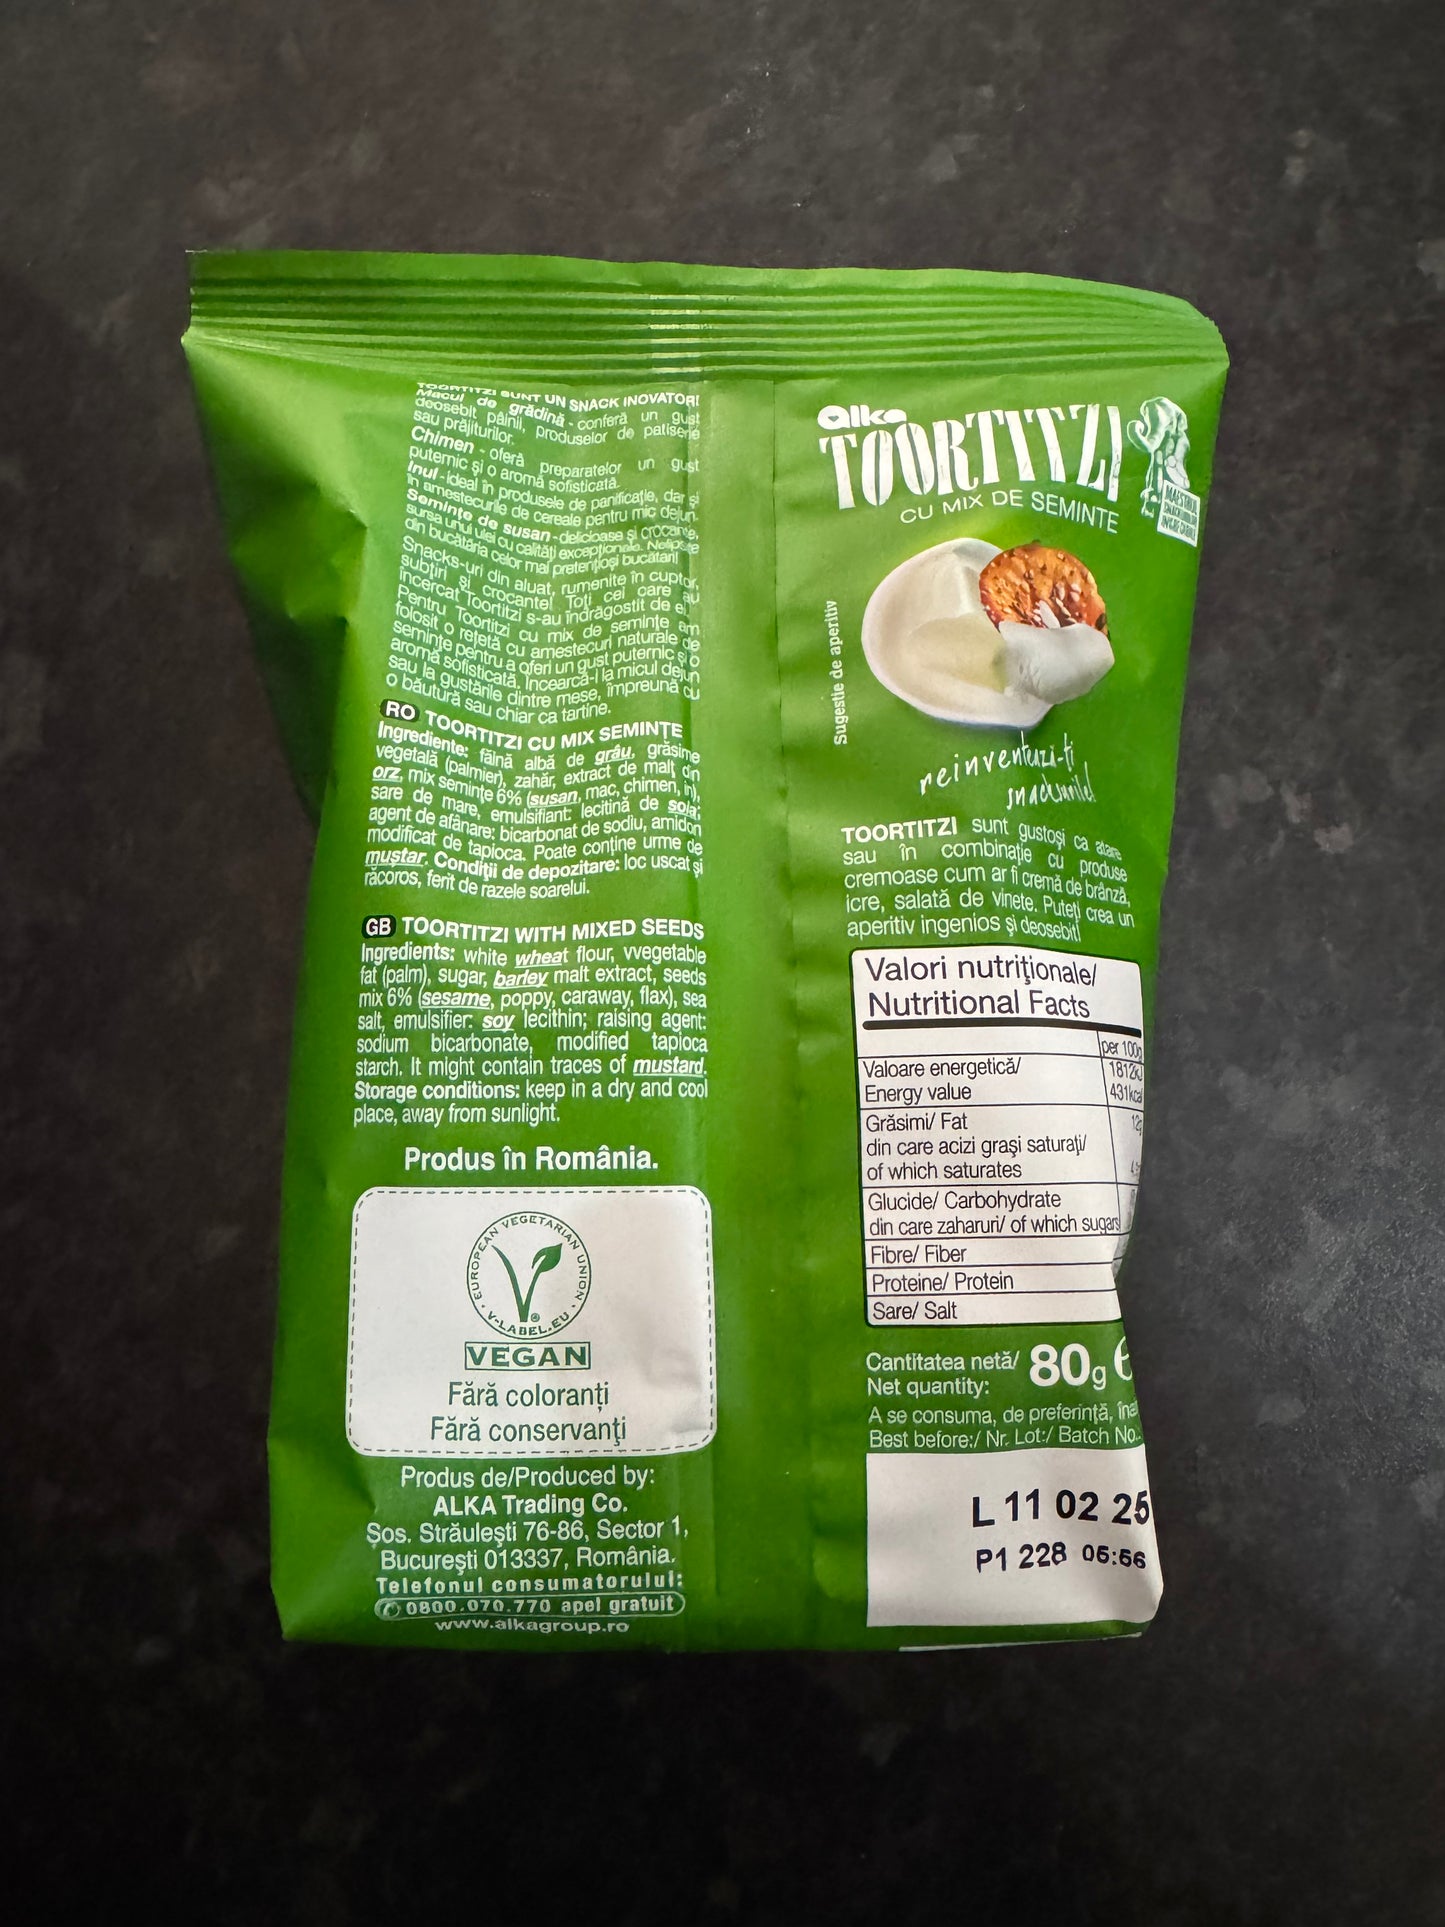 TOORTITZI SUNT UN SNACK INOVATOR!
Macul de grădină - conferă un gust
deosebit pâinii, produselor de patiserie
sau prăjiturilor.
Chimen - oferă preparatelor un gust
puternic şi o aromă sofisticată.
Inul - ideal în produsele de panificaţie, dar şi
în amestecurile de cereale pentru mic dejun.
Seminţe de susan - delicioase şi crocante,
sursa unui ulei cu calităţi excepţionale. Nelipsite
din bucătăria celor mai pretenţioşi bucătari!
Snacks-uri din aluat, rumenite în cuptor,
subţiri şi crocante! Toţi cei care au
încercat Toortitzi s-au îndrăgostit de ei!
Pentru Toortitzi cu mix de seminţe am
folosit o reţetă cu amestecuri naturale de
seminţe pentru a oferi un gust puternic şi o
aromă sofisticată. Încearcă-i la micul dejun
sau la gustările dintre mese, împreună cu
o băutură sau chiar ca tartine.
RO TOORTITZI CU MIX SEMINŢE
Ingrediente: făină albă de grâu, grăsime
vegetală (palmier), zahăr, extract de malţ din
orz, mix seminţe 6% (susan, mac, chimen, in),
sare de mare, emulsifiant: lecitină de soia;
agent de afânare: bicarbonat de sodiu, amidon
modificat de tapioca. Poate conţine urme de
muştar. Condiţii de depozitare: loc uscat şi
răcoros, ferit de razele soarelui.
GB TOORTITZI WITH MIXED SEEDS
Ingredients: white wheat flour, vvegetable
fat (palm), sugar, barley malt extract, seeds
mix 6% (sesame, poppy, caraway, flax), sea
salt, emulsifier: soy lecithin; raising agent:
sodium bicarbonate, modified tapioca
starch. It might contain traces of mustard.
Storage conditions: keep in a dry and cool
place, away from sunlight.
Produs în România.
EUROPEAN VEGETARIAN UNION
V-LABEL.EU
VEGAN
Fără coloranţi
Fără conservanţi
Produs de/Produced by:
ALKA Trading Co.
Şos. Străuleşti 76-86, Sector 1,
Bucureşti 013337, România.
Telefonul consumatorului:
0800.070.770 apel gratuit
www.alkagroup.ro
alka
TOORTITZI
CU MIX DE SEMINTE
Sugestie de aperitiv
reinventează-ţi
snacksurile!
TOORTITZI sunt gustoşi ca atare
sau în combinaţie cu produse
cremoase cum ar fi cremă de brânză,
icre, salată de vinete. Puteţi crea un
aperitiv ingenios şi deosebit!
Valori nutriţionale/
Nutritional Facts
per 100g
Valoare energetică/ 1812kJ
Energy value 431kcal
Grăsimi/ Fat 12g
din care acizi graşi saturaţi/
of which saturates
Glucide/ Carbohydrate
din care zaharuri/ of which sugars
Fibre/ Fiber
Proteine/ Protein
Sare/ Salt
Cantitatea netă/
Net quantity: 80g e
A se consuma, de preferinţă,
Best before:/ Nr. Lot:/ Batch No.:
L 11 02 25
P1 228 06:56